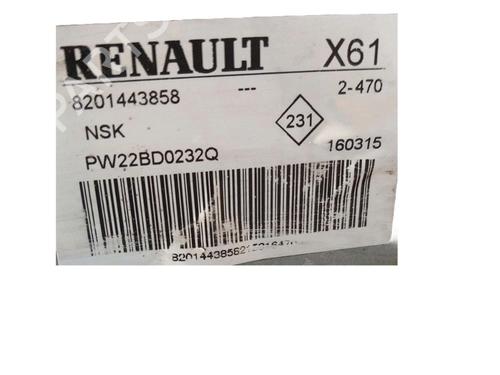 RENAULT X61
8201443858 --- 2-470
NSK 231
PW22BD0232Q 160315